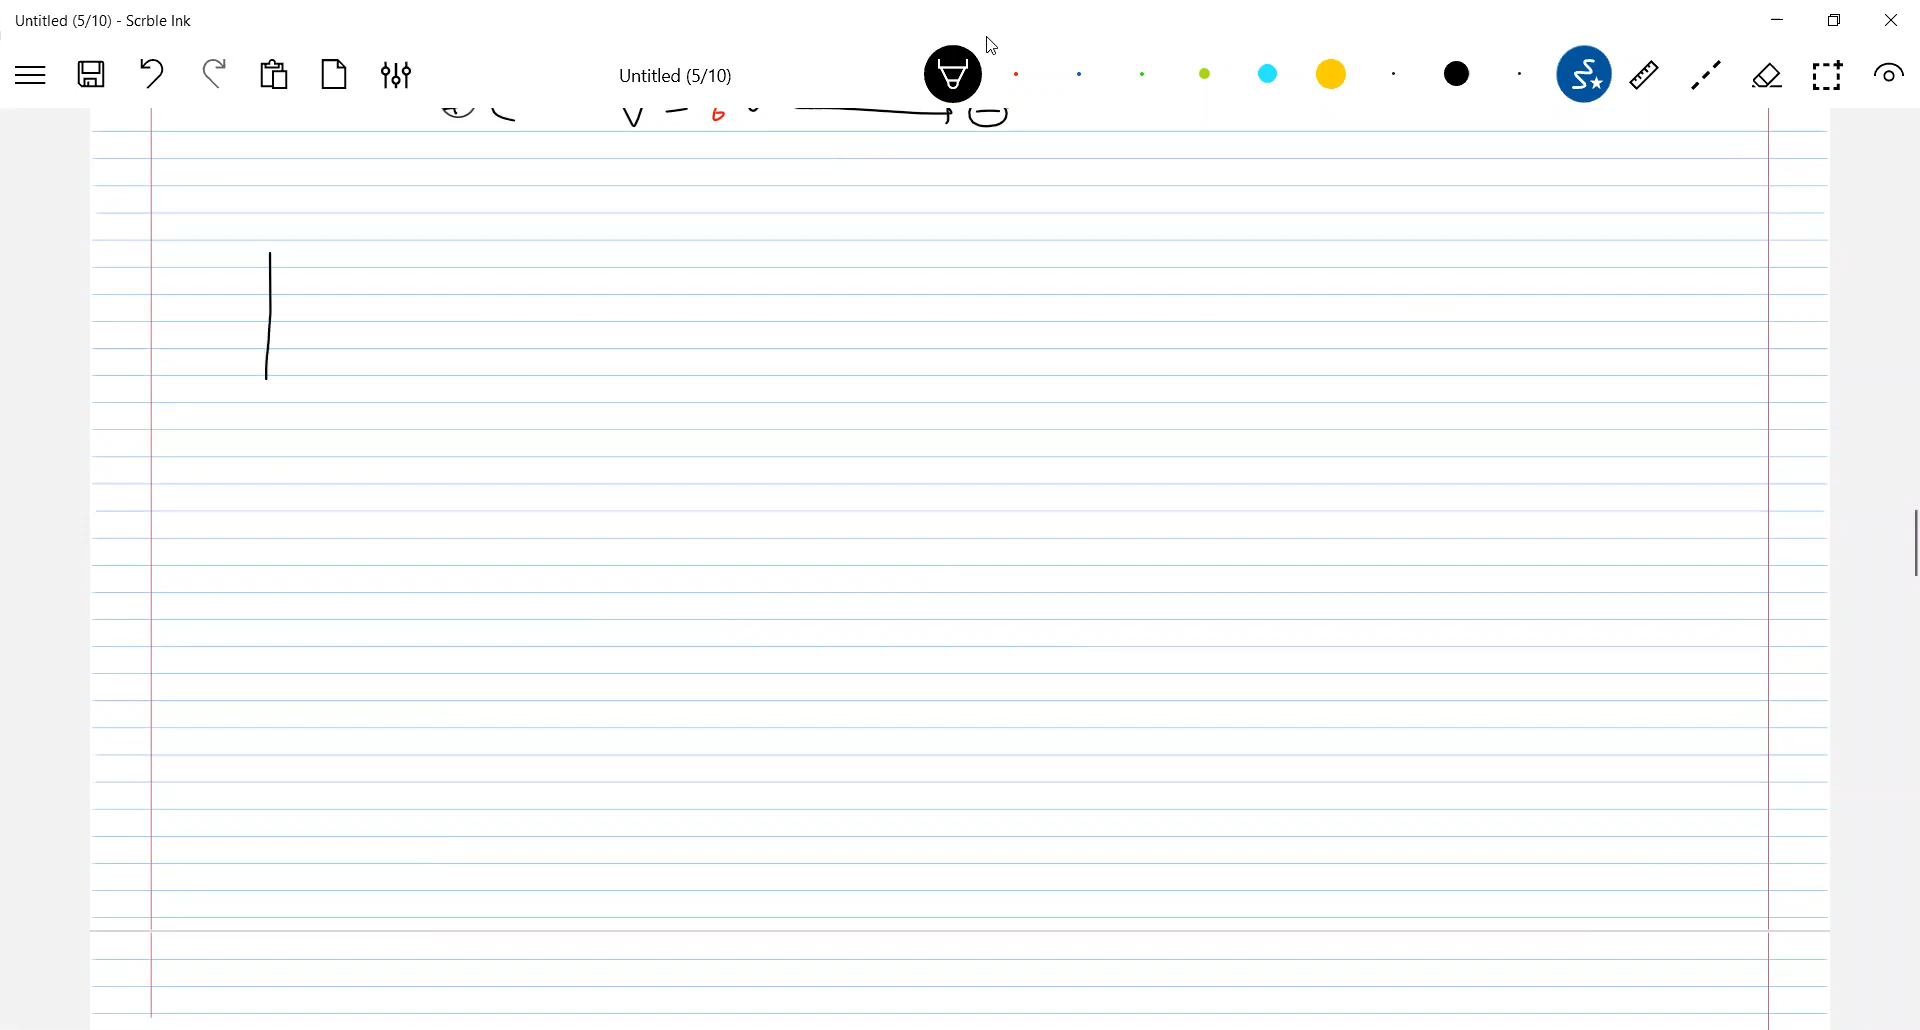 Untitled (5/10) - Scrble Ink
Untitled (5/10)